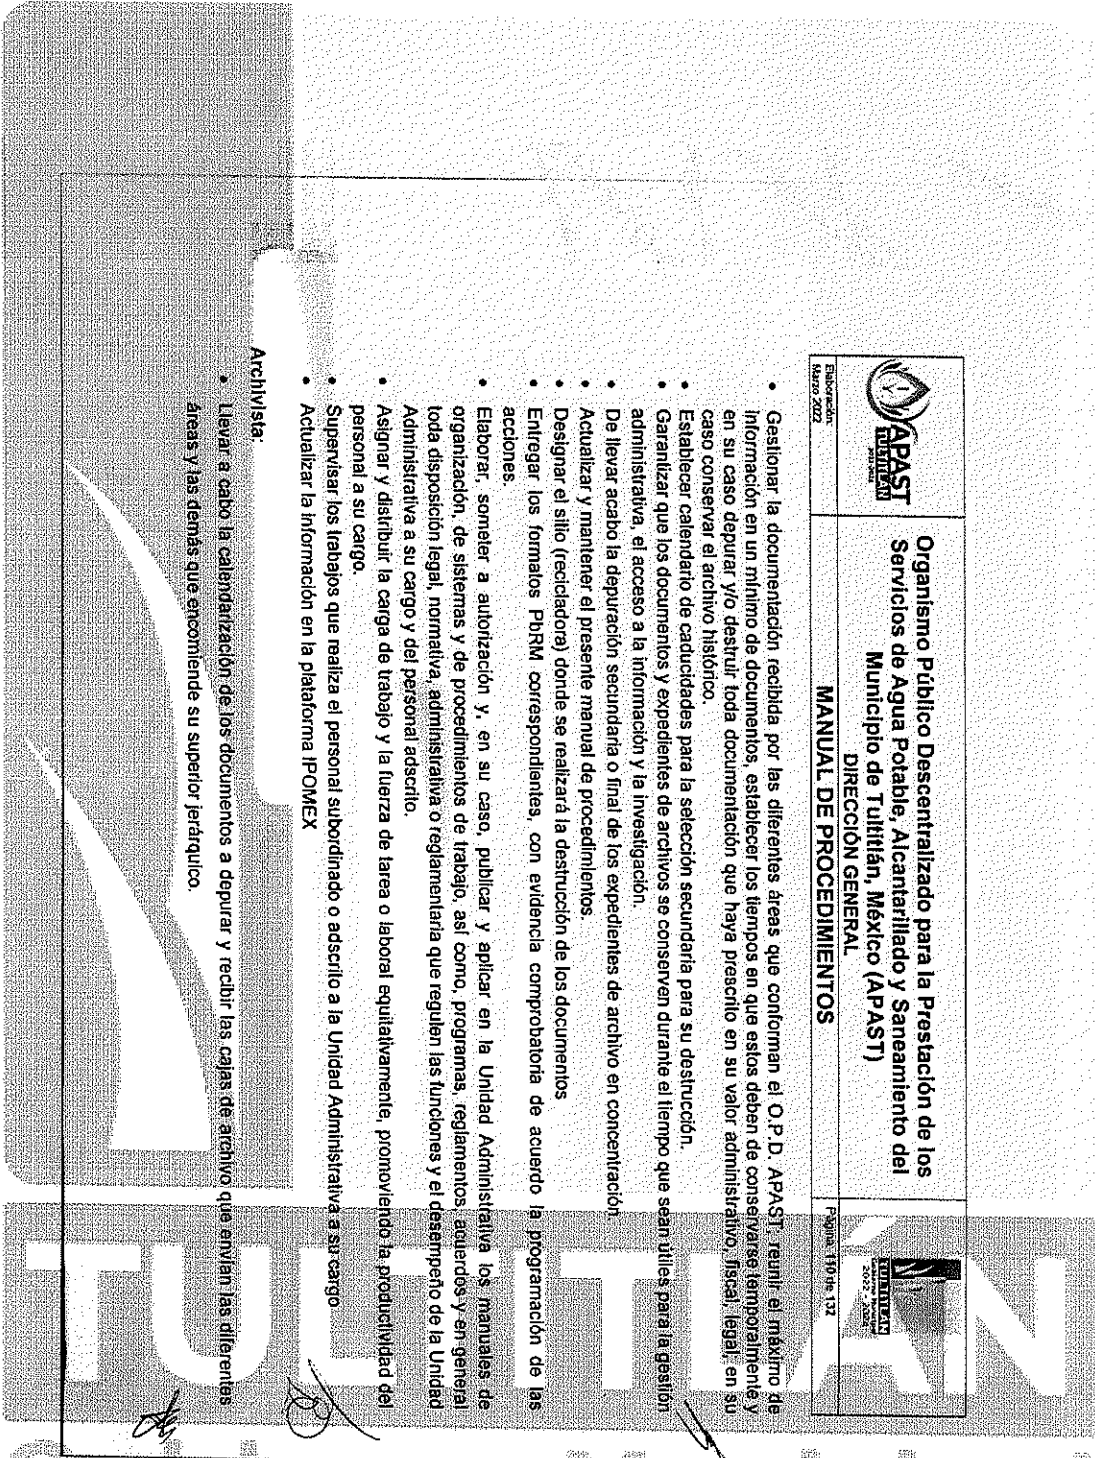 APAST
TULTITLÁN
Organismo Público Descentralizado para la Prestación de los
Servicios de Agua Potable, Alcantarillado y Saneamiento del
Municipio de Tultitlán, México (APAST)
DIRECCIÓN GENERAL
TULTITLÁN
Gobierno Municipal
2022 - 2024
Elaboración:
Marzo 2022
MANUAL DE PROCEDIMIENTOS
Página: 110 de 132
• Gestionar la documentación recibida por las diferentes áreas que conforman el O.P.D. APAST, reunir el máximo de
información en un mínimo de documentos, establecer los tiempos en que estos deben de conservarse temporalmente y
en su caso depurar y/o destruir toda documentación que haya prescrito en su valor administrativo, fiscal, legal, en su
caso conservar el archivo histórico.
• Establecer calendario de caducidades para la selección secundaria para su destrucción.
• Garantizar que los documentos y expedientes de archivos se conserven durante el tiempo que sean útiles para la gestión
administrativa, el acceso a la información y la investigación.
• De llevar acabo la depuración secundaria o final de los expedientes de archivo en concentración.
• Actualizar y mantener el presente manual de procedimientos.
• Designar el sitio (recicladora) donde se realizará la destrucción de los documentos
• Entregar los formatos PbRM correspondientes, con evidencia comprobatoria de acuerdo la programación de las
acciones.
• Elaborar, someter a autorización y, en su caso, publicar y aplicar en la Unidad Administrativa los manuales de
organización, de sistemas y de procedimientos de trabajo, así como, programas, reglamentos, acuerdos y en general
toda disposición legal, normativa, administrativa o reglamentaria que regulen las funciones y el desempeño de la Unidad
Administrativa a su cargo y del personal adscrito.
• Asignar y distribuir la carga de trabajo y la fuerza de tarea o laboral equitativamente, promoviendo la productividad del
personal a su cargo.
• Supervisar los trabajos que realiza el personal subordinado o adscrito a la Unidad Administrativa a su cargo
• Actualizar la información en la plataforma IPOMEX
Archivista:
• Llevar a cabo la calendarización de los documentos a depurar y recibir las cajas de archivo que envían las diferentes
áreas y las demás que encomiende su superior jerárquico.
TULTITLÁN